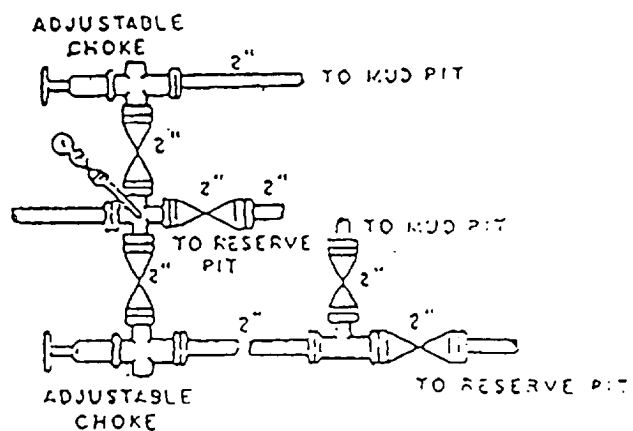 ADJUSTABLE
CHOKE
2"
TO MUD PIT
2"
2"
2"
TO RESERVE
PIT
TO MUD PIT
2"
2"
2"
2"
TO RESERVE PIT
ADJUSTABLE
CHOKE